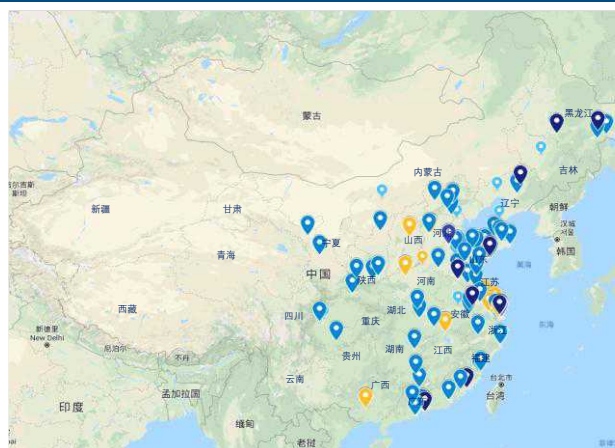 黑龙江
蒙古
吉林
内蒙古
辽宁
新疆
甘肃
朝鲜
汉城
山西
宁夏
韩国
青海
山东
黄海
中国
陕西
河南
江苏
西藏
四川
湖北
安徽
重庆
东海
新德里
New Delhi
浙江
尼泊尔
不丹
贵州
湖南
江西
福建
云南
台北市
孟加拉国
广西
台湾
印度
缅甸
老挝